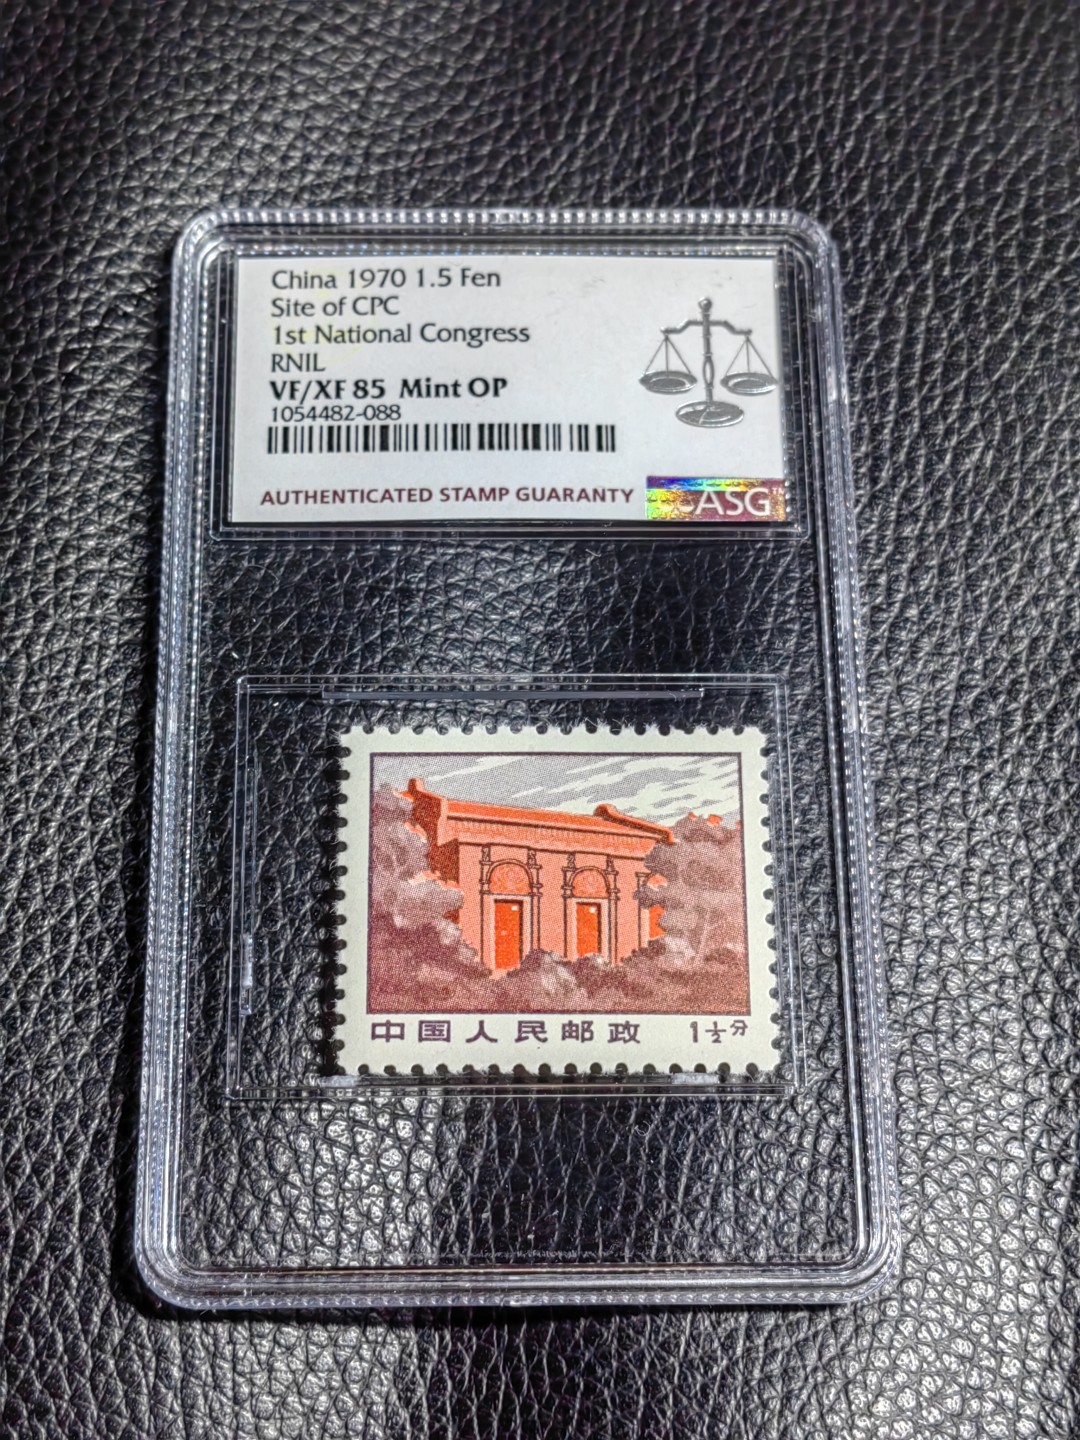 China 1970 1.5 Fen
Site of CPC
1st National Congress
RNIL
VF/XF 85 Mint OP
1054482-088
AUTHENTICATED STAMP GUARANTY
ASG
中国人民邮政 1½分